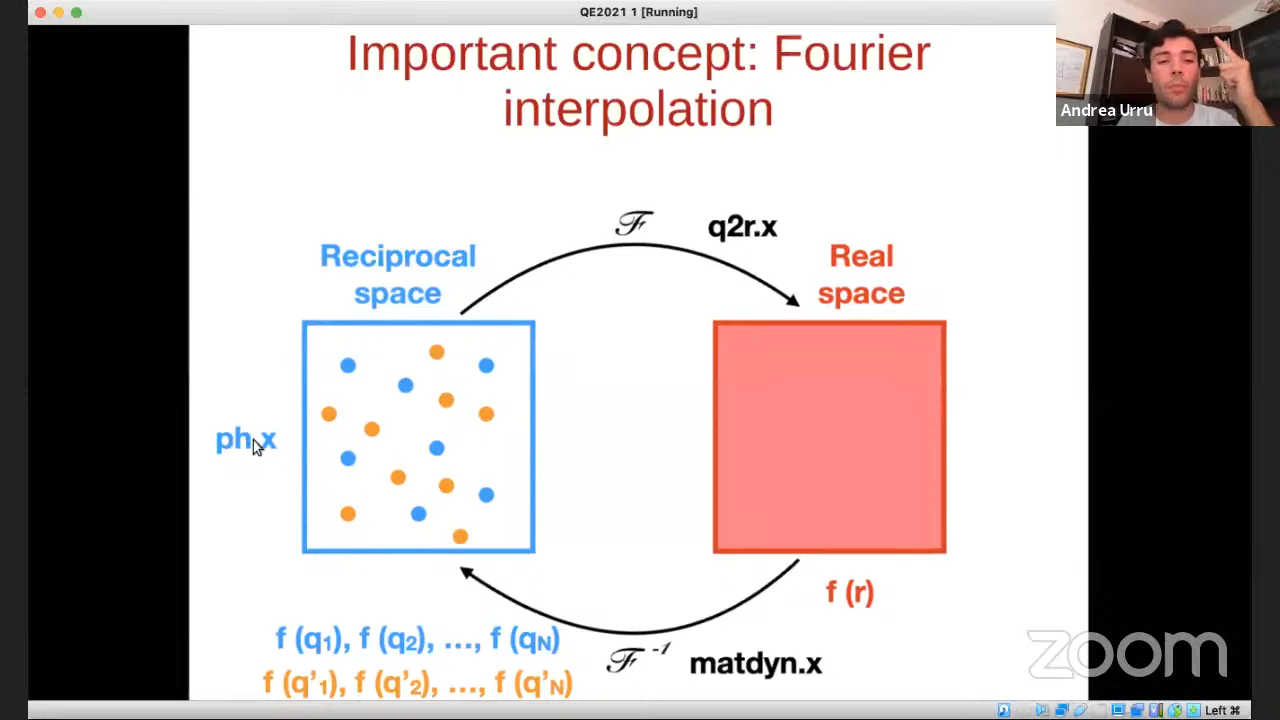 QE2021 1 [Running]
Important concept: Fourier
interpolation
Andrea Urru
ℱ q2r.x
Reciprocal
space
Real
space
ph.x
f (r)
f (q1), f (q2), …, f (qN)
f (q'1), f (q'2), …, f (q'N)
ℱ -1 matdyn.x
zoom
Left ⌘